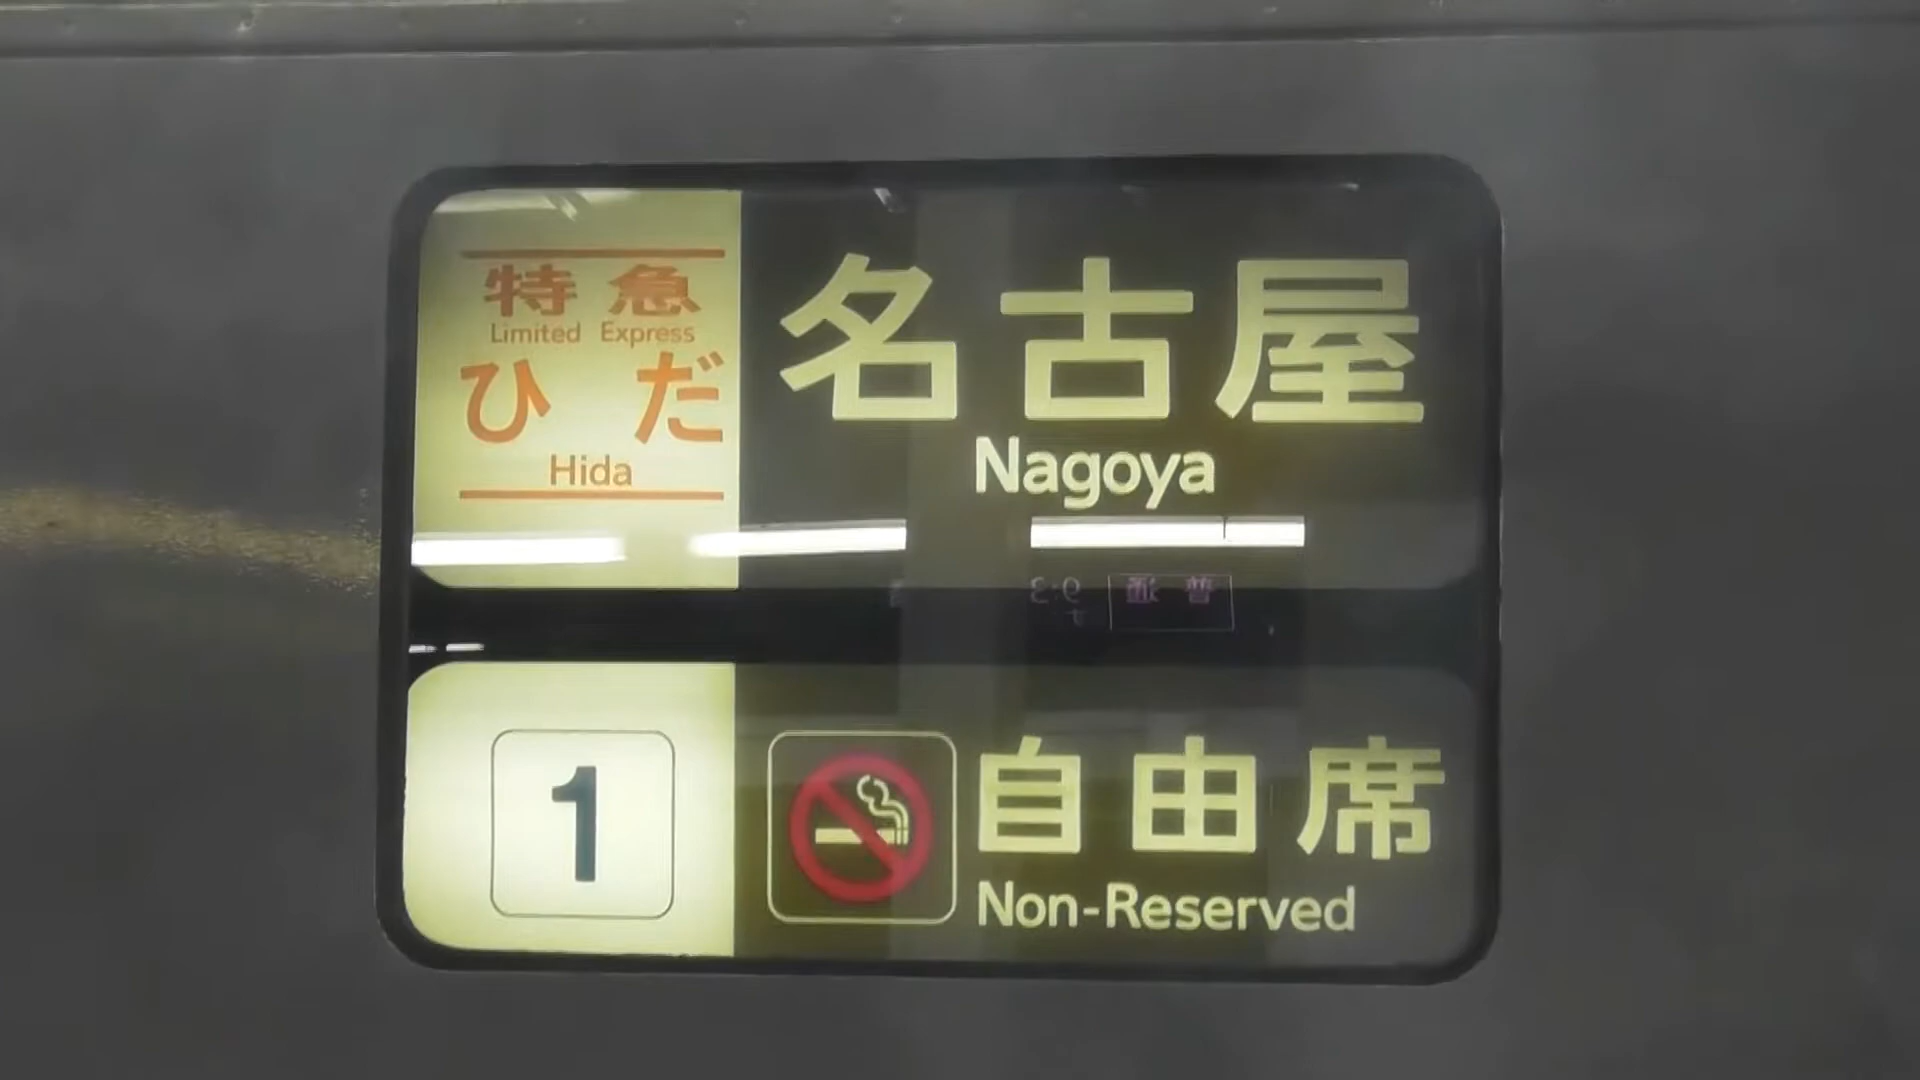 特急
Limited Express
ひだ
Hida
名古屋
Nagoya
1
自由席
Non-Reserved